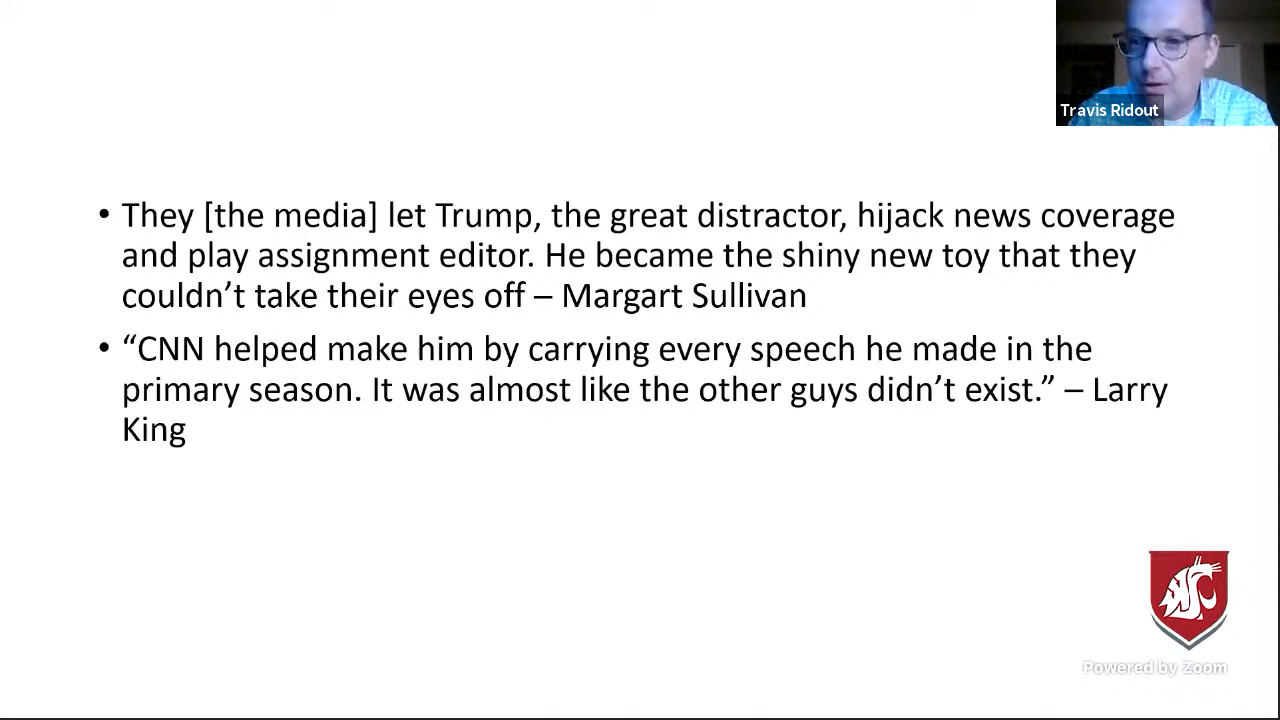 Travis Ridout
• They [the media] let Trump, the great distractor, hijack news coverage
and play assignment editor. He became the shiny new toy that they
couldn’t take their eyes off – Margart Sullivan
• “CNN helped make him by carrying every speech he made in the
primary season. It was almost like the other guys didn’t exist.” – Larry
King
Powered by Zoom